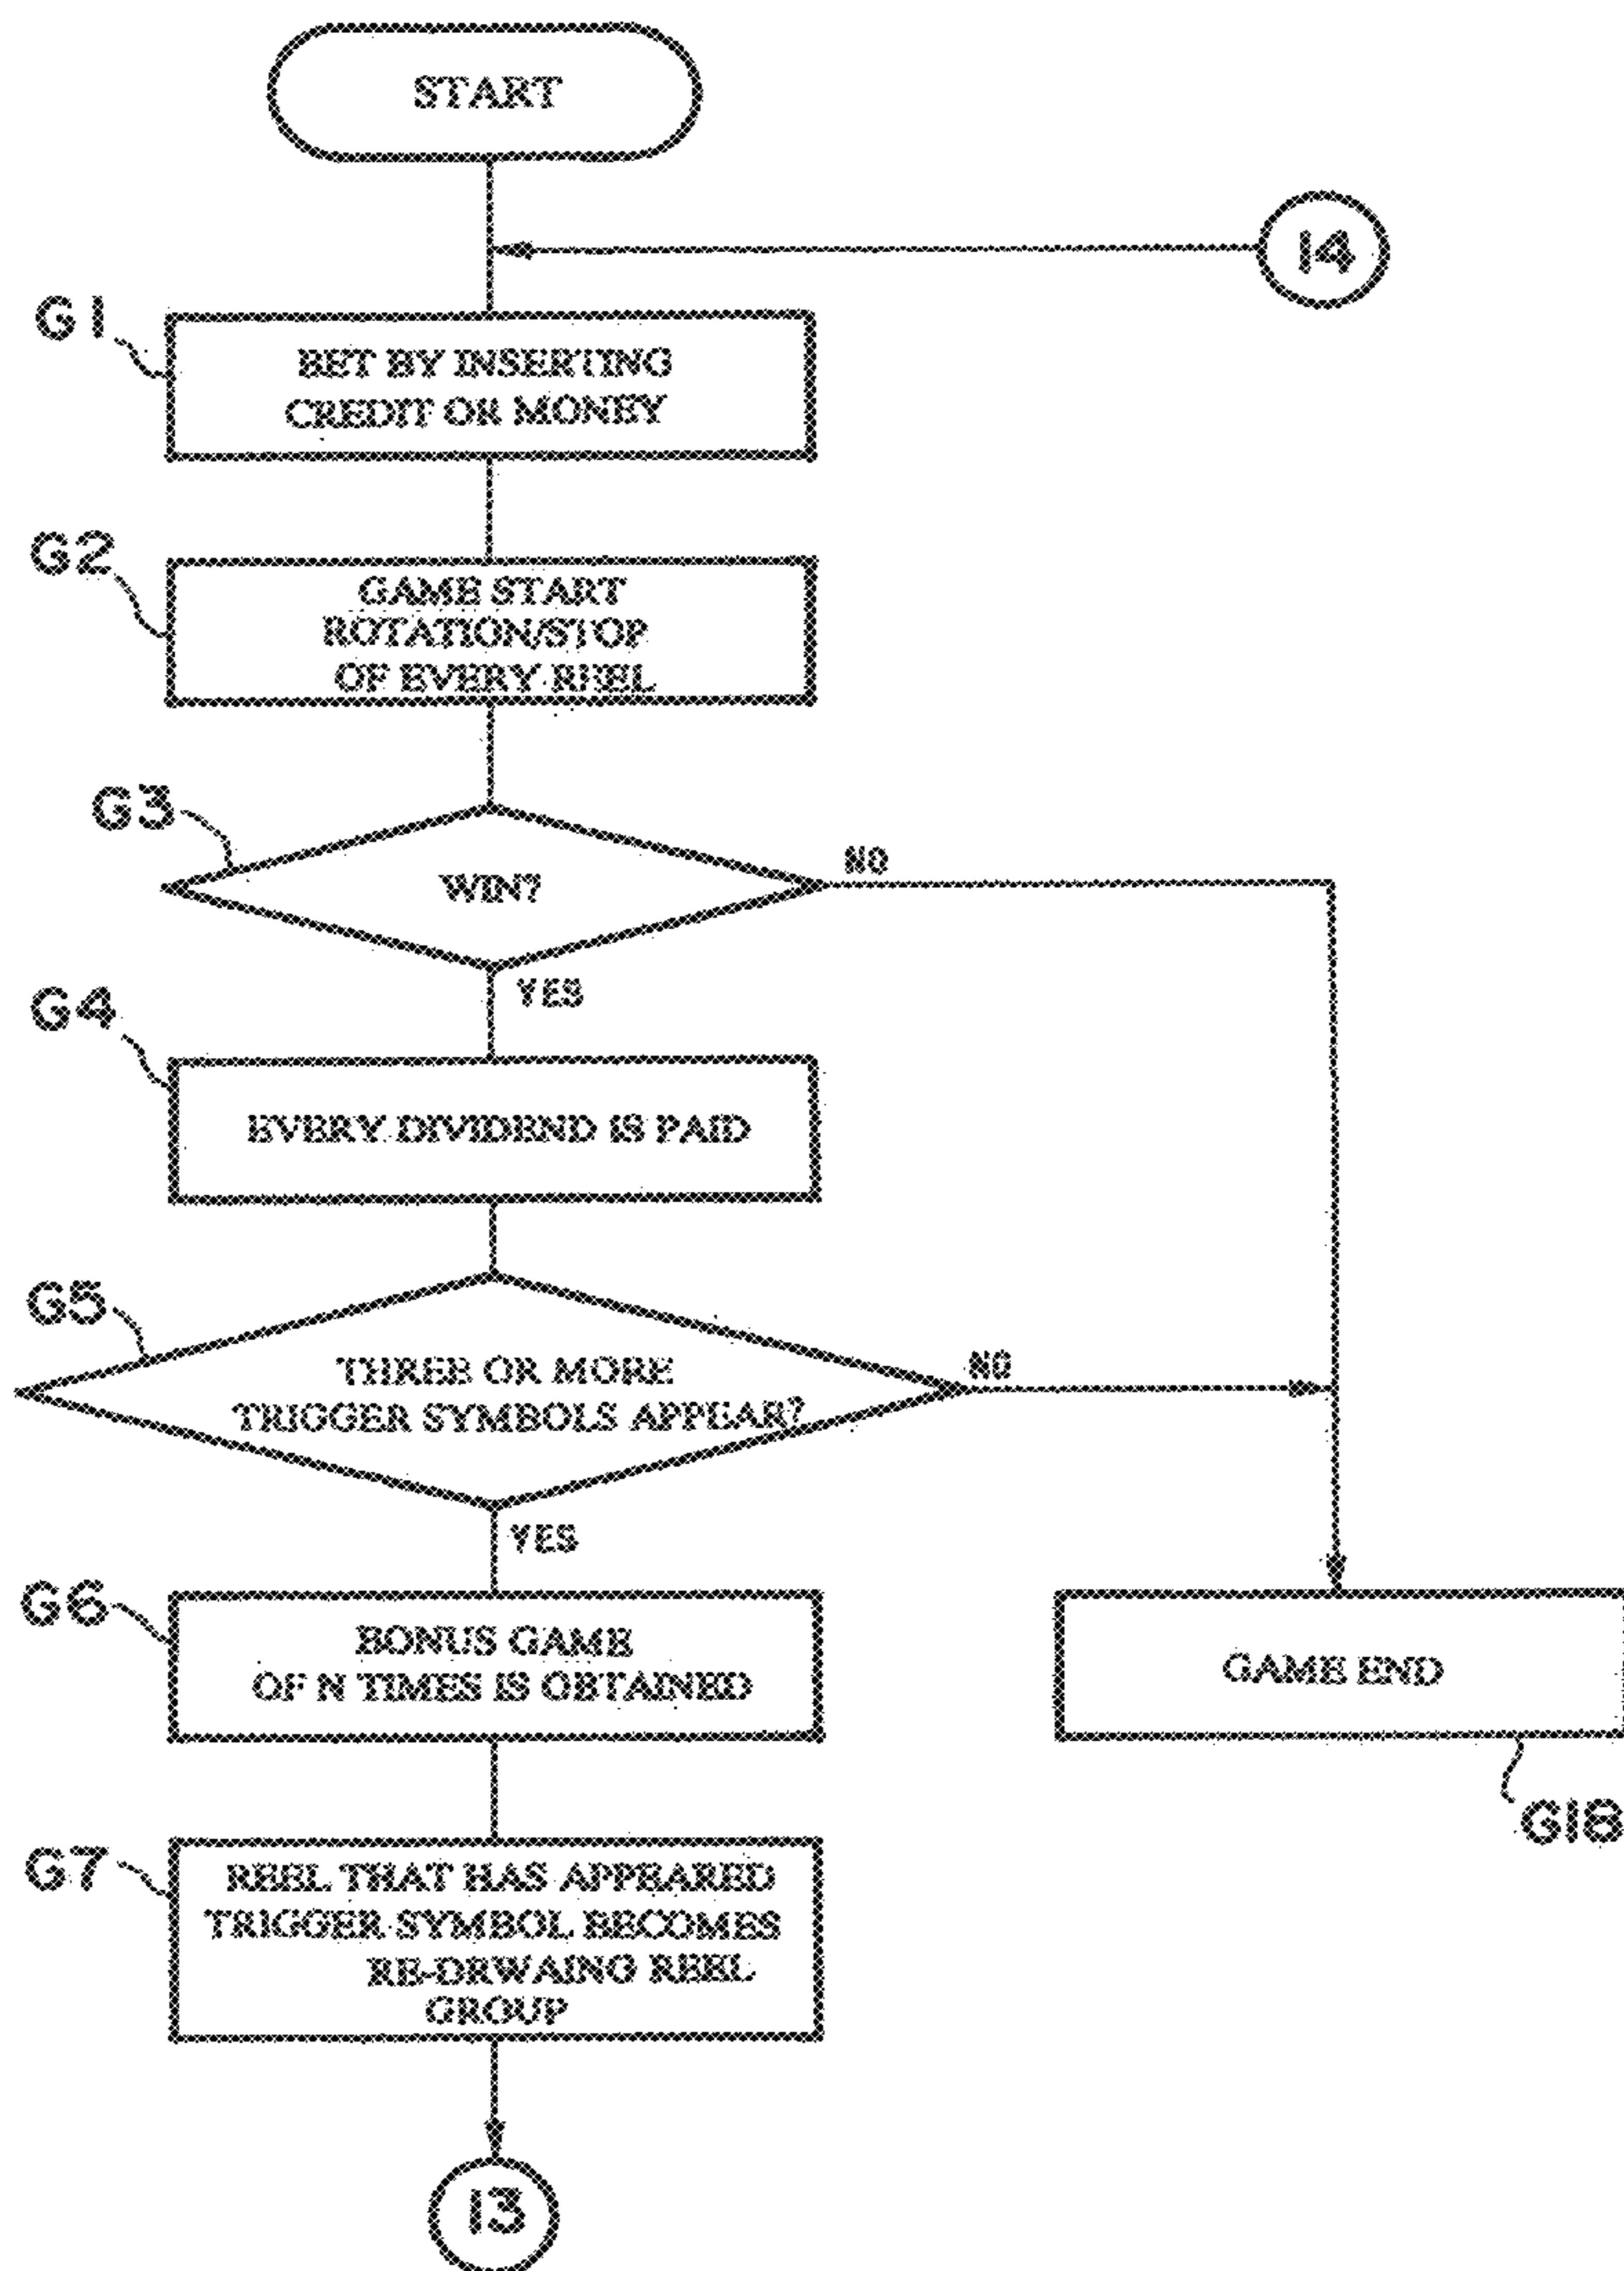 START
14
G1
BET BY INSERTING
CREDIT OR MONEY
G2
GAME START
ROTATION/STOP
OF EVERY REEL
G3
WIN?
NO
YES
G4
EVERY DIVIDEND IS PAID
G5
THREE OR MORE
TRIGGER SYMBOLS APPEAR?
NO
YES
G6
BONUS GAME
OF N TIMES IS OBTAINED
GAME END
G18
G7
REEL THAT HAS APPEARED
TRIGGER SYMBOL BECOMES
RE-DRWAING REEL
GROUP
13